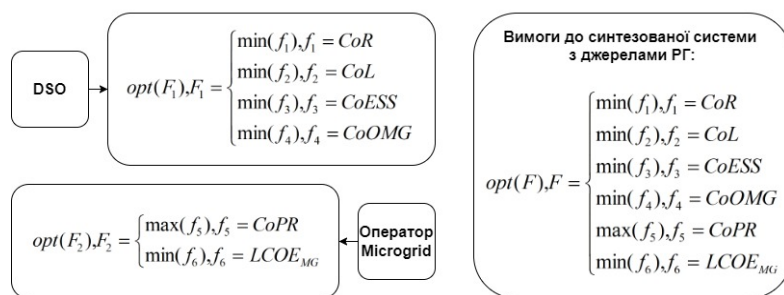 DSO
opt(F₁),F₁ =
min(f₁),f₁ = CoR
min(f₂),f₂ = CoL
min(f₃),f₃ = CoESS
min(f₄),f₄ = CoOMG
opt(F₂),F₂ =
max(f₅),f₅ = CoPR
min(f₆),f₆ = LCOE_MG
Оператор
Microgrid
Вимоги до синтезованої системи
з джерелами РГ:
opt(F),F =
min(f₁),f₁ = CoR
min(f₂),f₂ = CoL
min(f₃),f₃ = CoESS
min(f₄),f₄ = CoOMG
max(f₅),f₅ = CoPR
min(f₆),f₆ = LCOE_MG